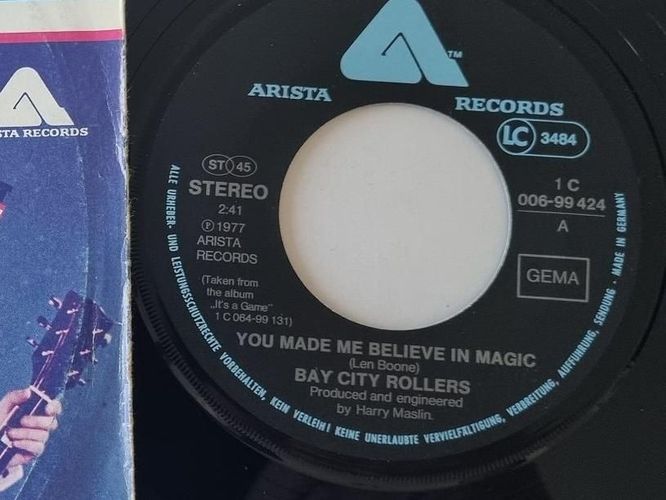 STA RECORDS
ARISTA RECORDS
TM
LC 3484
ST 45
STEREO
2:41
Ⓟ 1977
ARISTA
RECORDS
(Taken from
the album
„It's a Game"
1 C 064-99 131)
1 C
006-99 424
A
GEMA
YOU MADE ME BELIEVE IN MAGIC
(Len Boone)
BAY CITY ROLLERS
Produced and engineered
by Harry Maslin.
ALLE URHEBER- UND LEISTUNGSSCHUTZRECHTE VORBEHALTEN, KEIN VERLEIH! KEINE UNERLAUBTE VERVIELFÄLTIGUNG, VERBREITUNG, AUFFÜHRUNG, SENDUNG - MADE IN GERMANY